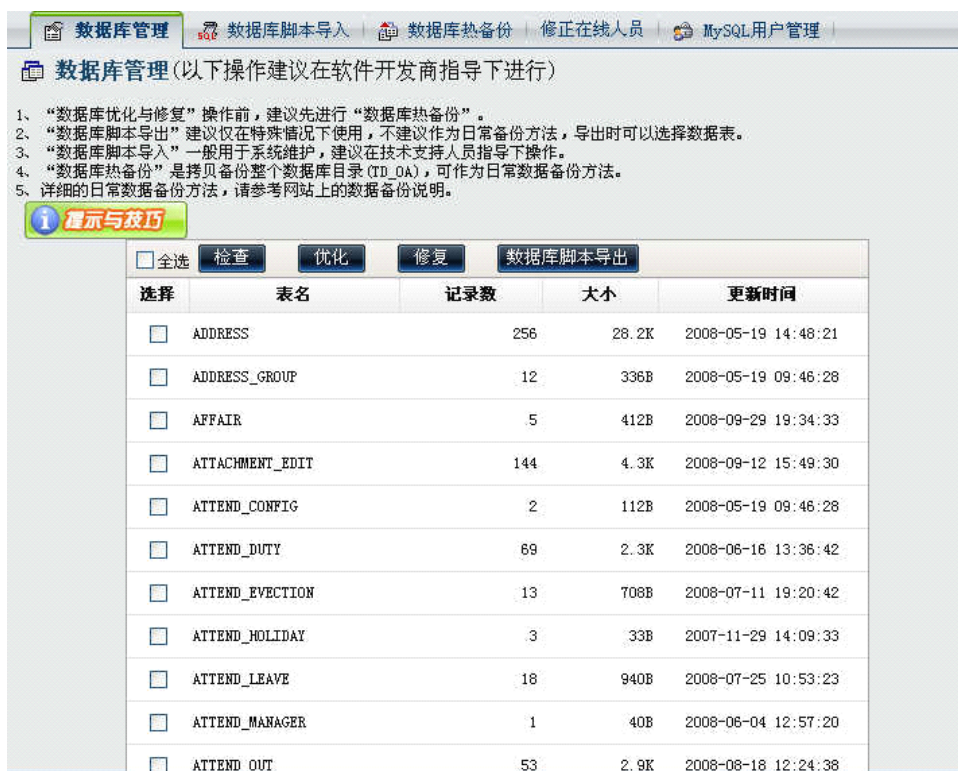 数据库管理 数据库脚本导入 数据库热备份 修正在线人员 MySQL用户管理
数据库管理(以下操作建议在软件开发商指导下进行)
1、“数据库优化与修复”操作前，建议先进行“数据库热备份”。
2、“数据库脚本导出”建议仅在特殊情况下使用，不建议作为日常备份方法，导出时可以选择数据表。
3、“数据库脚本导入”一般用于系统维护，建议在技术支持人员指导下操作。
4、“数据库热备份”是拷贝备份整个数据库目录(TD_OA)，可作为日常数据备份方法。
5、详细的日常数据备份方法，请参考网站上的数据备份说明。
提示与技巧
全选 检查 优化 修复 数据库脚本导出
选择 表名 记录数 大小 更新时间
ADDRESS 256 28.2K 2008-05-19 14:48:21
ADDRESS_GROUP 12 336B 2008-05-19 09:46:28
AFFAIR 5 412B 2008-09-29 19:34:33
ATTACHMENT_EDIT 144 4.3K 2008-09-12 15:49:30
ATTEND_CONFIG 2 112B 2008-05-19 09:46:28
ATTEND_DUTY 69 2.3K 2008-06-16 13:36:42
ATTEND_EVECTION 13 708B 2008-07-11 19:20:42
ATTEND_HOLIDAY 3 33B 2007-11-29 14:09:33
ATTEND_LEAVE 18 940B 2008-07-25 10:53:23
ATTEND_MANAGER 1 40B 2008-06-04 12:57:20
ATTEND_OUT 53 2.9K 2008-08-18 12:24:38